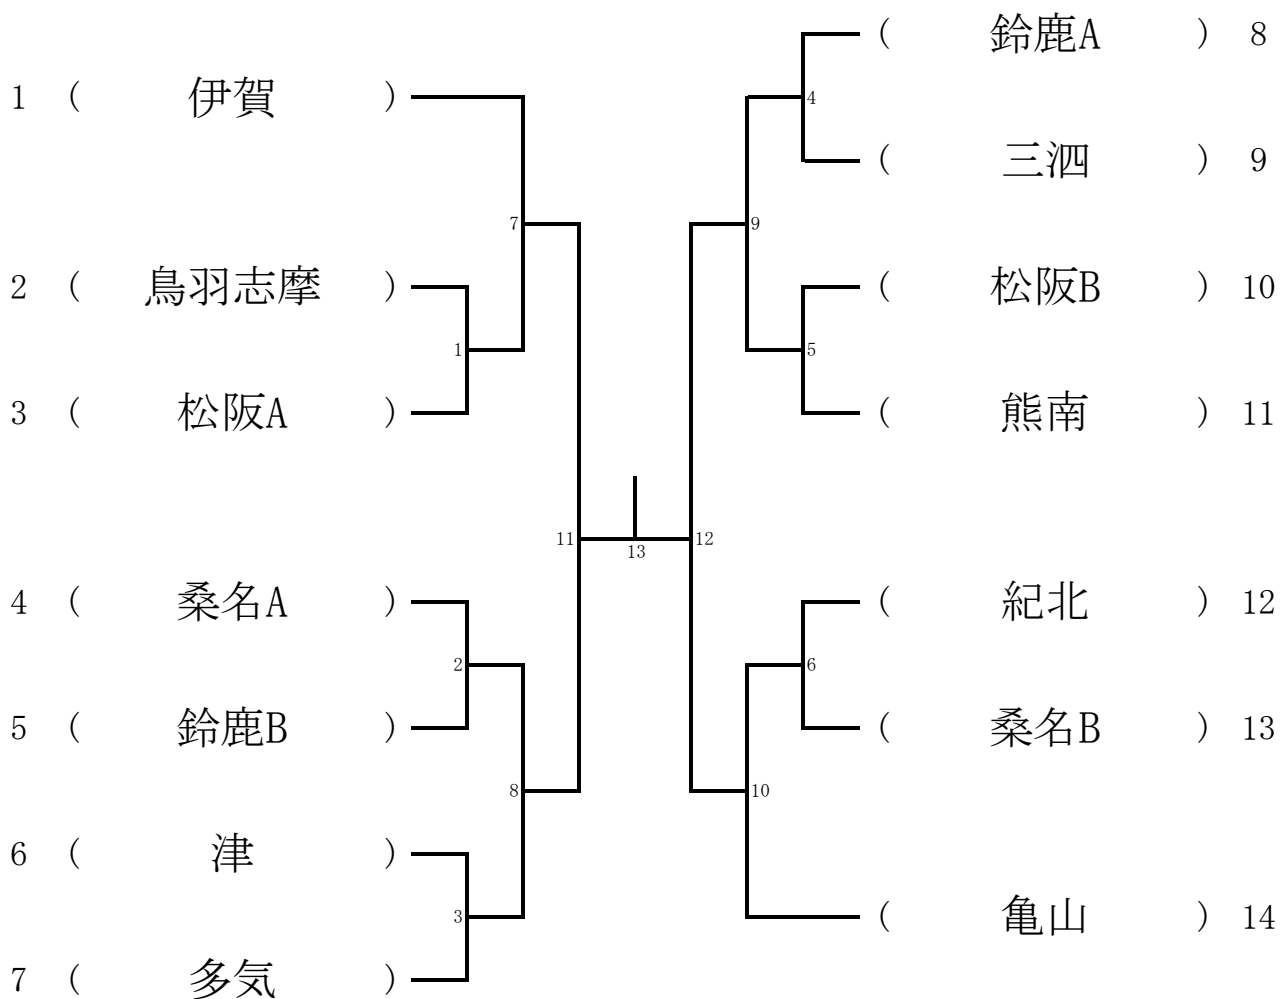 1 ( 伊賀 )
2 ( 鳥羽志摩 )
3 ( 松阪A )
4 ( 桑名A )
5 ( 鈴鹿B )
6 ( 津 )
7 ( 多気 )
7
1
11
2
8
3
13
4
9
5
12
6
10
( 鈴鹿A ) 8
( 三泗 ) 9
( 松阪B ) 10
( 熊南 ) 11
( 紀北 ) 12
( 桑名B ) 13
( 亀山 ) 14